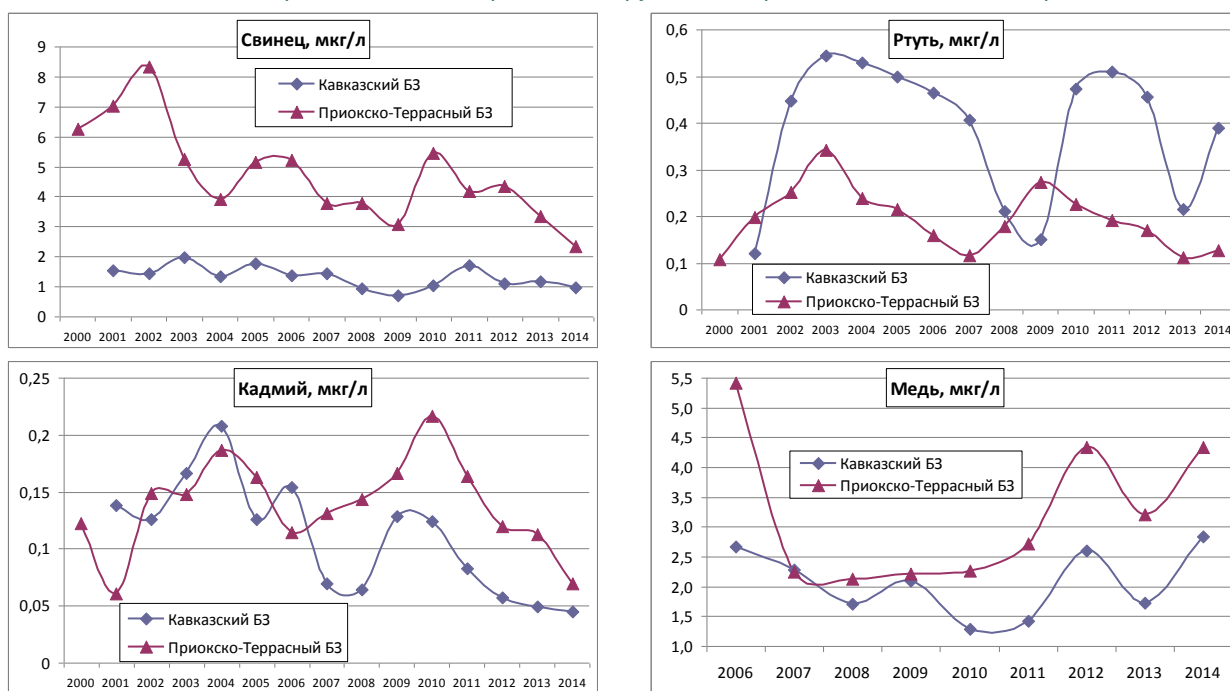 Свинец, мкг/л
9
8
7
6
5
4
3
2
1
0
Кавказский БЗ
Приокско-Террасный БЗ
2000 2001 2002 2003 2004 2005 2006 2007 2008 2009 2010 2011 2012 2013 2014
Ртуть, мкг/л
0,6
0,5
0,4
0,3
0,2
0,1
0
Кавказский БЗ
Приокско-Террасный БЗ
2000 2001 2002 2003 2004 2005 2006 2007 2008 2009 2010 2011 2012 2013 2014
Кадмий, мкг/л
0,25
0,2
0,15
0,1
0,05
0
Кавказский БЗ
Приокско-Террасный БЗ
2000 2001 2002 2003 2004 2005 2006 2007 2008 2009 2010 2011 2012 2013 2014
Медь, мкг/л
5,5
5,0
4,5
4,0
3,5
3,0
2,5
2,0
1,5
1,0
Кавказский БЗ
Приокско-Террасный БЗ
2006 2007 2008 2009 2010 2011 2012 2013 2014